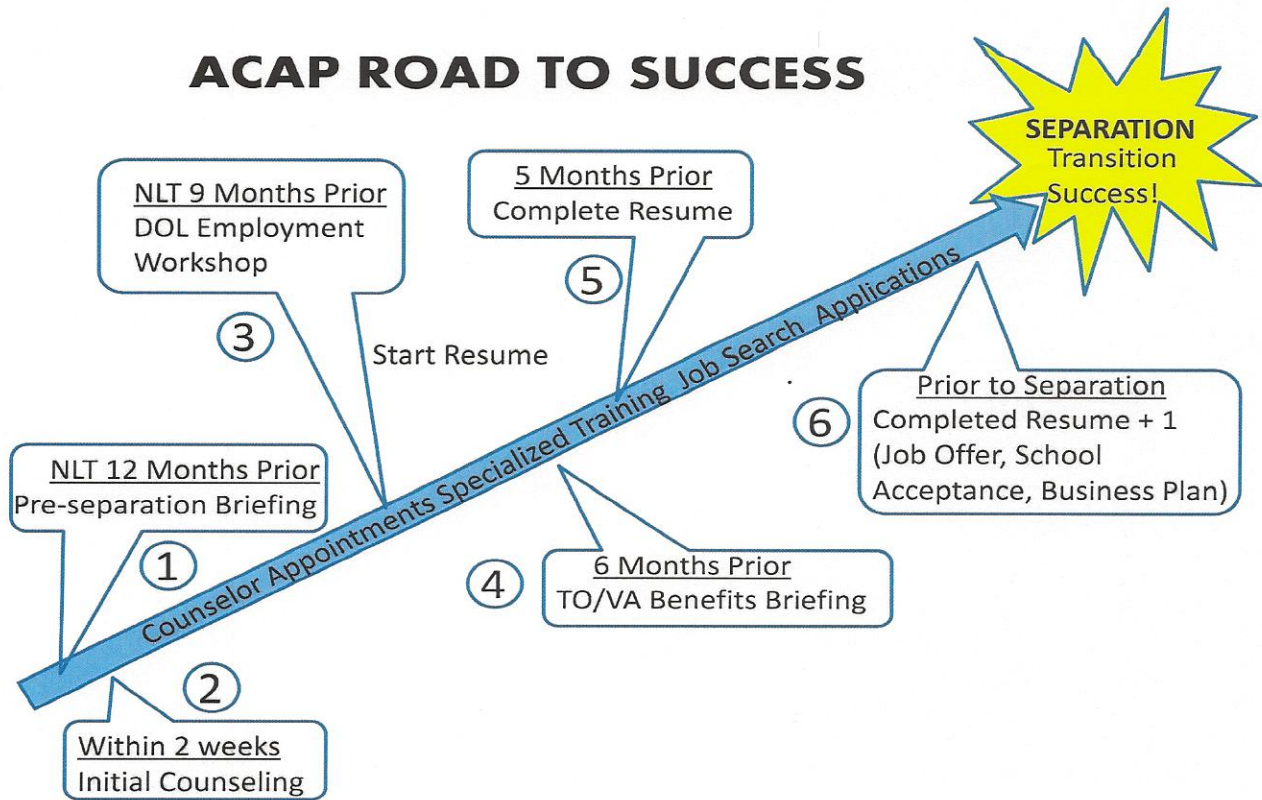 ACAP ROAD TO SUCCESS
SEPARATION
Transition
Success!
NLT 12 Months Prior
Pre-separation Briefing
1
2
Within 2 weeks
Initial Counseling
NLT 9 Months Prior
DOL Employment
Workshop
3
Start Resume
4
6 Months Prior
TO/VA Benefits Briefing
5 Months Prior
Complete Resume
5
6
Prior to Separation
Completed Resume + 1
(Job Offer, School
Acceptance, Business Plan)
Counselor Appointments Specialized Training Job Search Applications